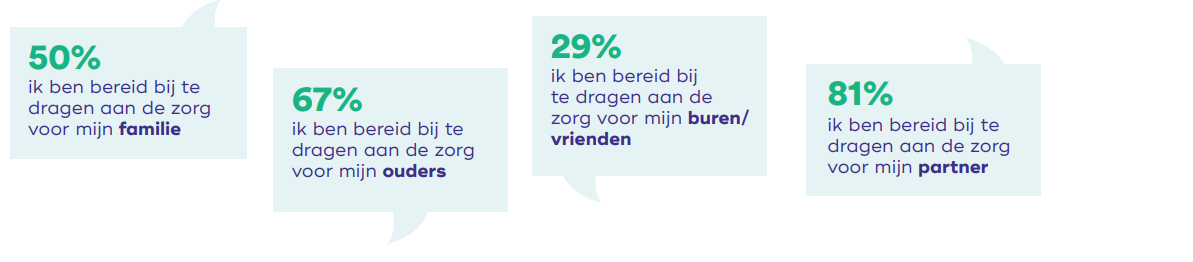 50%
ik ben bereid bij te
dragen aan de zorg
voor mijn familie
67%
ik ben bereid bij te
dragen aan de zorg
voor mijn ouders
29%
ik ben bereid bij
te dragen aan de
zorg voor mijn buren/
vrienden
81%
ik ben bereid bij te
dragen aan de zorg
voor mijn partner